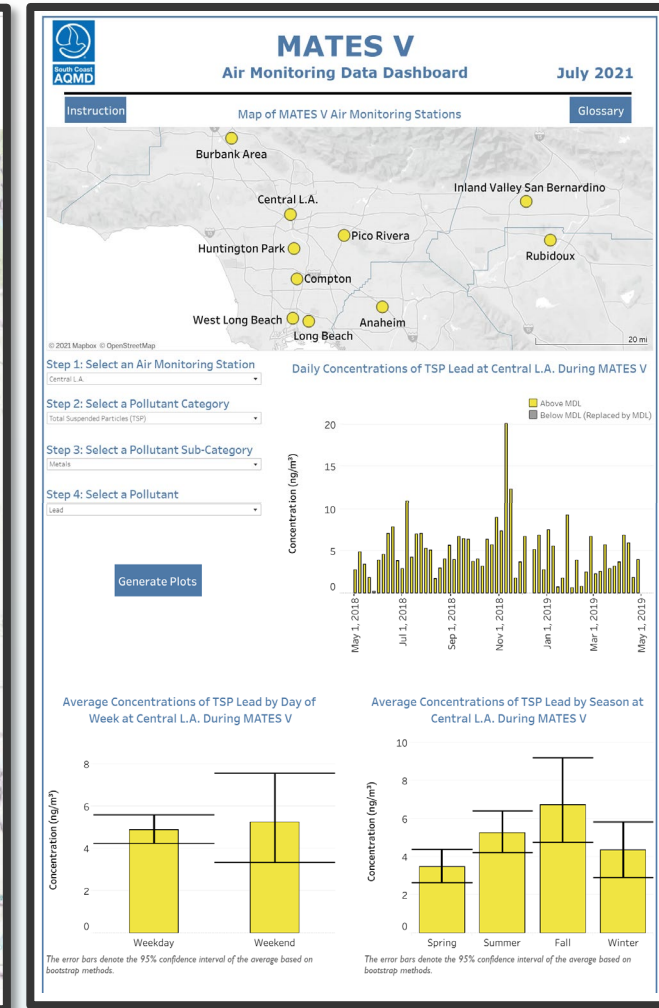 South Coast
AQMD
MATES V
Air Monitoring Data Dashboard
July 2021
Instruction
Map of MATES V Air Monitoring Stations
Glossary
Burbank Area
Central L.A.
Inland Valley San Bernardino
Pico Rivera
Huntington Park
Rubidoux
Compton
West Long Beach
Anaheim
Long Beach
© 2021 Mapbox © OpenStreetMap
20 mi
Step 1: Select an Air Monitoring Station
Central L.A.
Step 2: Select a Pollutant Category
Total Suspended Particles (TSP)
Step 3: Select a Pollutant Sub-Category
Metals
Step 4: Select a Pollutant
Lead
Generate Plots
Daily Concentrations of TSP Lead at Central L.A. During MATES V
Above MDL
Below MDL (Replaced by MDL)
Concentration (ng/m³)
20
15
10
5
0
May 1, 2018
Jul 1, 2018
Sep 1, 2018
Nov 1, 2018
Jan 1, 2019
Mar 1, 2019
May 1, 2019
Average Concentrations of TSP Lead by Day of
Week at Central L.A. During MATES V
Concentration (ng/m³)
8
6
4
2
0
Weekday
Weekend
The error bars denote the 95% confidence interval of the average based on
bootstrap methods.
Average Concentrations of TSP Lead by Season at
Central L.A. During MATES V
Concentration (ng/m³)
10
8
6
4
2
0
Spring
Summer
Fall
Winter
The error bars denote the 95% confidence interval of the average based on
bootstrap methods.